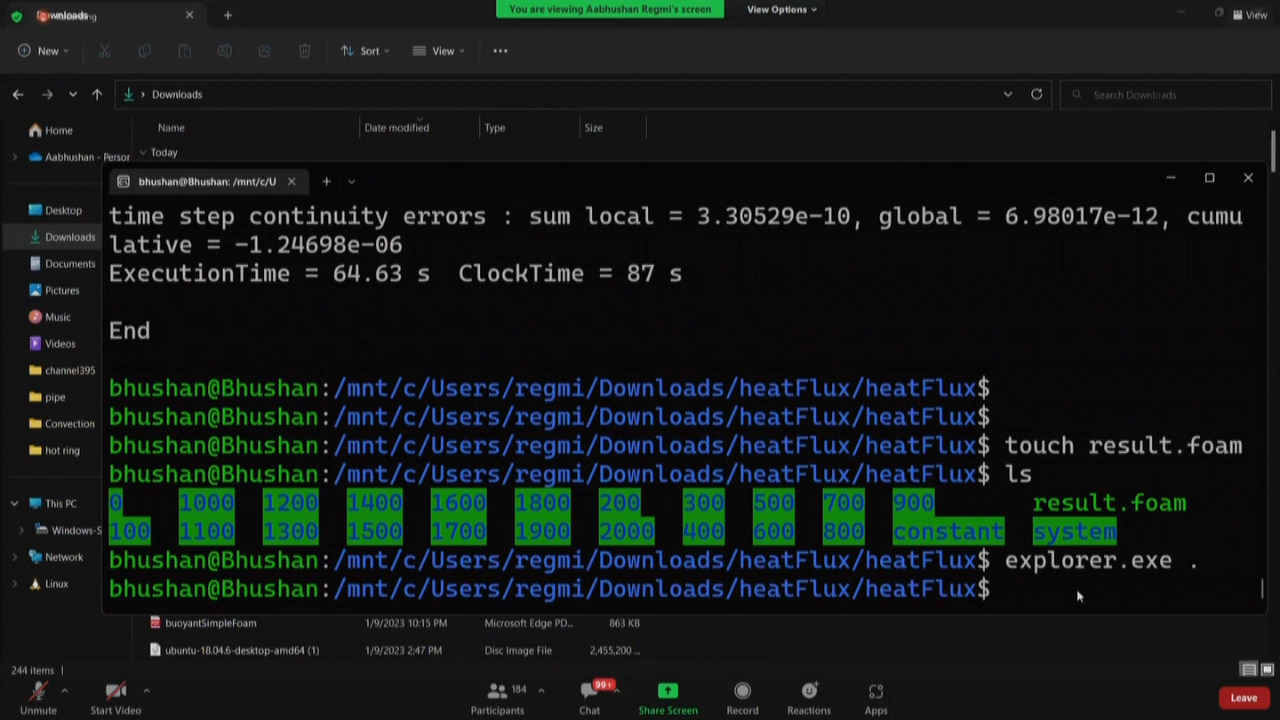 Downloads
You are viewing Aabhushan Regmi's screen
View Options
View
New
Sort
View
Downloads
Search Downloads
Name
Date modified
Type
Size
Today
Home
Aabhushan - Persor
Desktop
Downloads
Documents
Pictures
Music
Videos
channel395
pipe
Convection
hot ring
This PC
Windows-S
Network
Linux
bhushan@Bhushan: /mnt/c/U
time step continuity errors : sum local = 3.30529e-10, global = 6.98017e-12, cumu
lative = -1.24698e-06
ExecutionTime = 64.63 s  ClockTime = 87 s
End
bhushan@Bhushan:/mnt/c/Users/regmi/Downloads/heatFlux/heatFlux$
bhushan@Bhushan:/mnt/c/Users/regmi/Downloads/heatFlux/heatFlux$
bhushan@Bhushan:/mnt/c/Users/regmi/Downloads/heatFlux/heatFlux$ touch result.foam
bhushan@Bhushan:/mnt/c/Users/regmi/Downloads/heatFlux/heatFlux$ ls
0 1000 1200 1400 1600 1800 200 300 500 700 900 result.foam
100 1100 1300 1500 1700 1900 2000 400 600 800 constant system
bhushan@Bhushan:/mnt/c/Users/regmi/Downloads/heatFlux/heatFlux$ explorer.exe .
bhushan@Bhushan:/mnt/c/Users/regmi/Downloads/heatFlux/heatFlux$
buoyantSimpleFoam 1/9/2023 10:15 PM Microsoft Edge PD... 863 KB
ubuntu-18.04.6-desktop-amd64 (1) 1/9/2023 2:47 PM Disc Image File 2,455,200 ...
244 items
Unmute
Start Video
184
Participants
99+
Chat
Share Screen
Record
Reactions
Apps
Leave